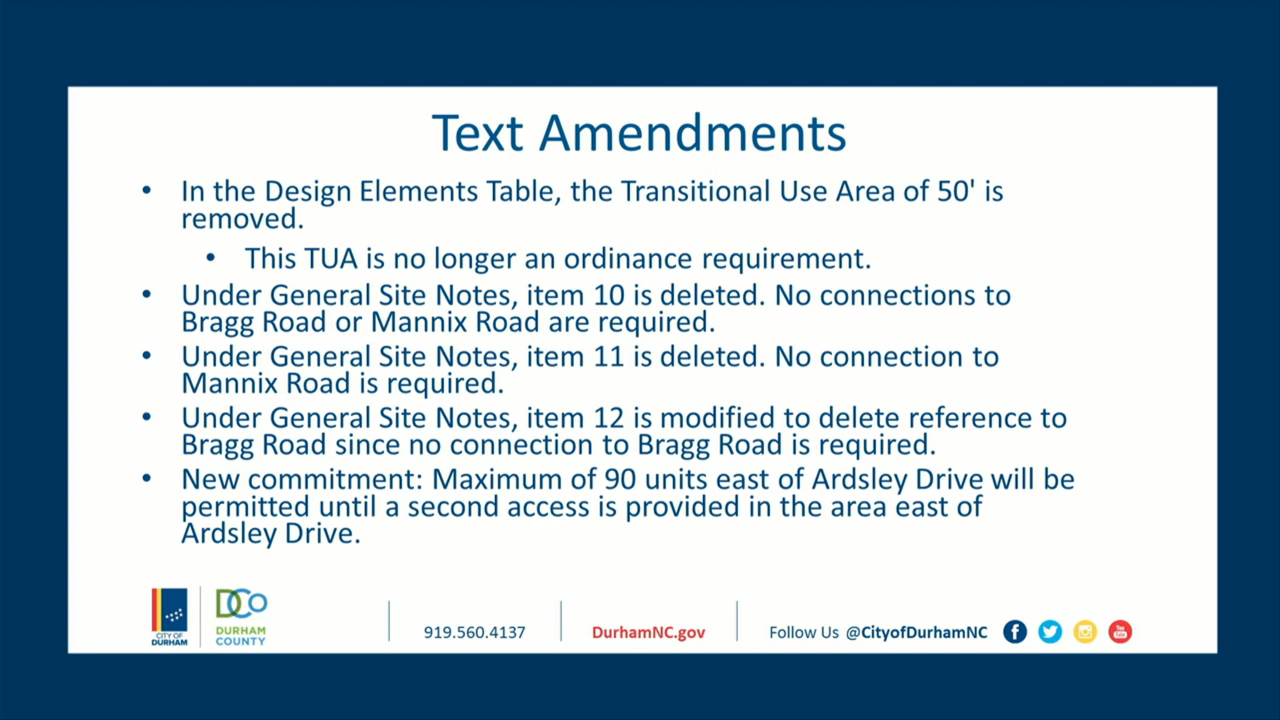 Text Amendments
• In the Design Elements Table, the Transitional Use Area of 50' is
removed.
• This TUA is no longer an ordinance requirement.
• Under General Site Notes, item 10 is deleted. No connections to
Bragg Road or Mannix Road are required.
• Under General Site Notes, item 11 is deleted. No connection to
Mannix Road is required.
• Under General Site Notes, item 12 is modified to delete reference to
Bragg Road since no connection to Bragg Road is required.
• New commitment: Maximum of 90 units east of Ardsley Drive will be
permitted until a second access is provided in the area east of
Ardsley Drive.
CITY OF
DURHAM
DCo
DURHAM
COUNTY
919.560.4137
DurhamNC.gov
Follow Us @CityofDurhamNC
You
Tube